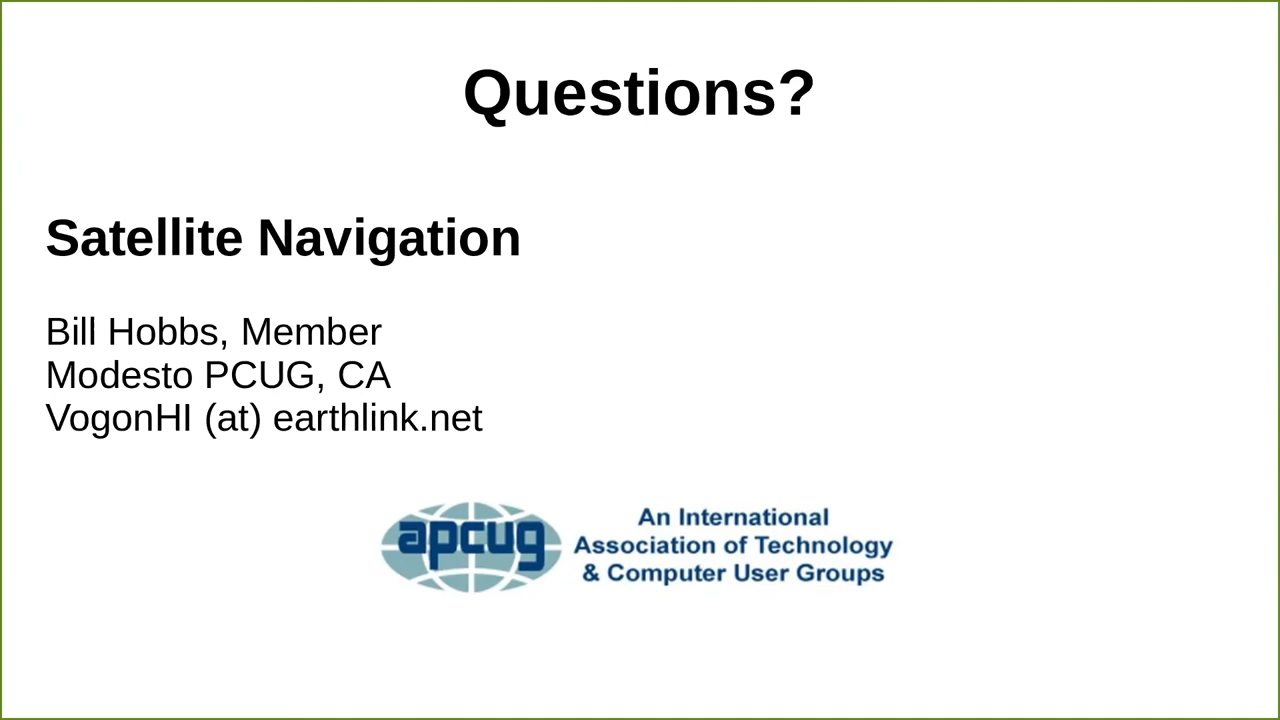 Questions?
Satellite Navigation
Bill Hobbs, Member
Modesto PCUG, CA
VogonHI (at) earthlink.net
apcug
An International
Association of Technology
& Computer User Groups